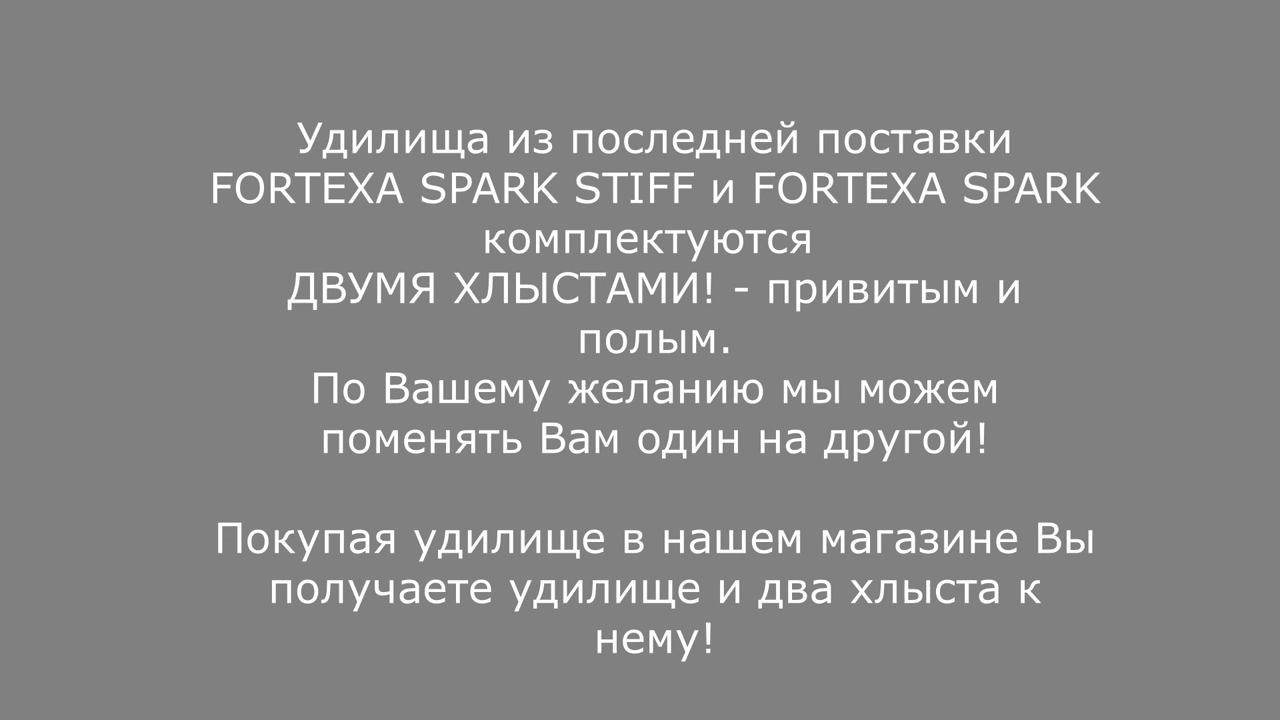 Удилища из последней поставки
FORTEXA SPARK STIFF и FORTEXA SPARK
комплектуются
ДВУМЯ ХЛЫСТАМИ! - привитым и
полым.
По Вашему желанию мы можем
поменять Вам один на другой!
Покупая удилище в нашем магазине Вы
получаете удилище и два хлыста к
нему!